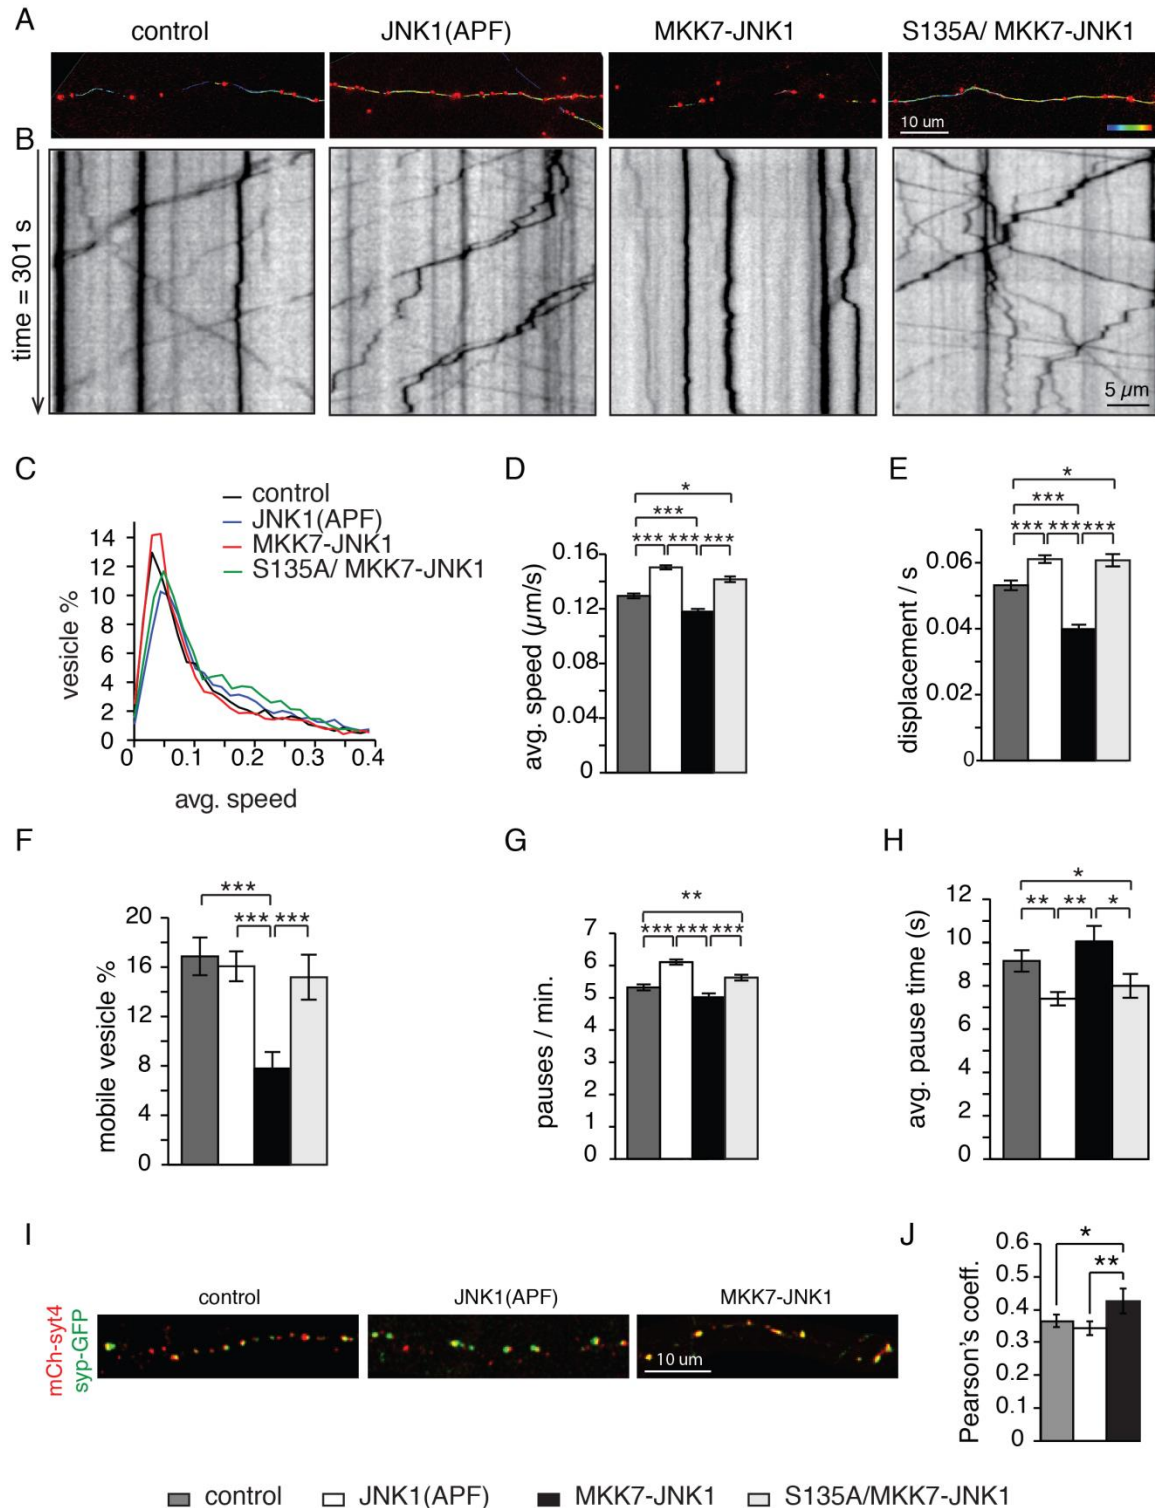 A
control JNK1(APF) MKK7-JNK1 S135A/ MKK7-JNK1
10 um
B
time = 301 s
5 µm
C
control
JNK1(APF)
MKK7-JNK1
S135A/ MKK7-JNK1
vesicle %
14
12
10
8
6
4
2
0
0 0.1 0.2 0.3 0.4
avg. speed
D
*
***
*** *** ***
avg. speed (µm/s)
0.16
0.12
0.08
0.04
0
E
*
***
*** *** ***
displacement / s
0.06
0.04
0.02
0
F
***
*** ***
mobile vesicle %
20
16
12
8
4
0
G
**
*** *** ***
pauses / min.
7
6
5
4
3
2
1
0
H
*
** ** *
avg. pause time (s)
12
10
8
6
4
2
0
I
mCh-syt4
syp-GFP
control JNK1(APF) MKK7-JNK1
10 um
J
*
**
Pearson's coeff.
0.6
0.5
0.4
0.3
0.2
0.1
0
control JNK1(APF) MKK7-JNK1 S135A/MKK7-JNK1